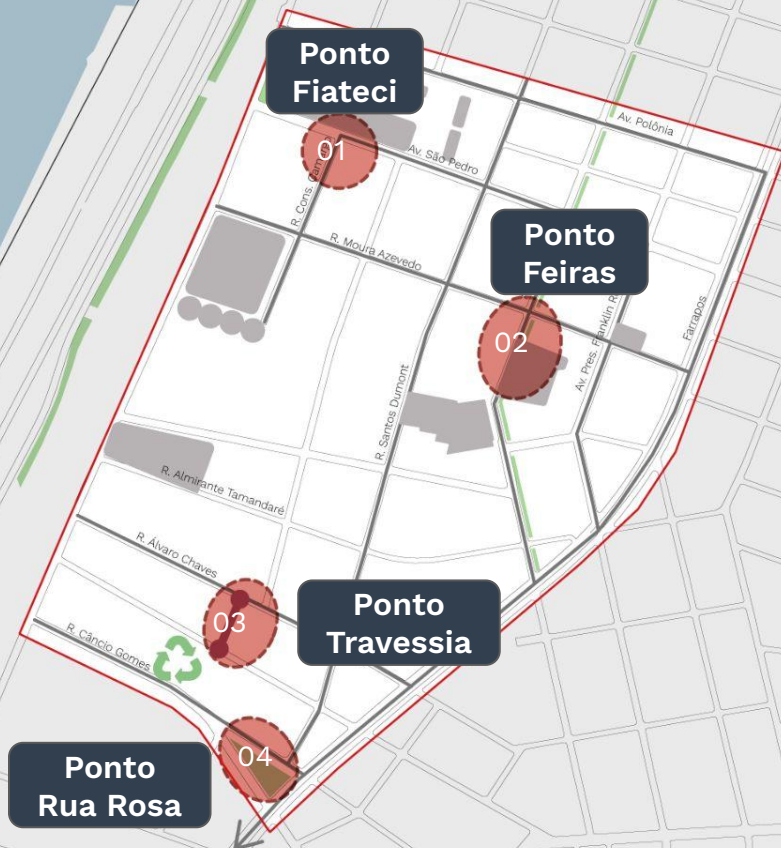 Ponto
Fiateci
01
Av. Polônia
Av. São Pedro
R. Cons.
R. Moura Azevedo
Ponto
Feiras
02
Av. Pres. Franklin
Farrapos
R. Santos Dumont
R. Almirante Tamandaré
R. Álvaro Chaves
03
Ponto
Travessia
R. Câncio Gomes
04
Ponto
Rua Rosa